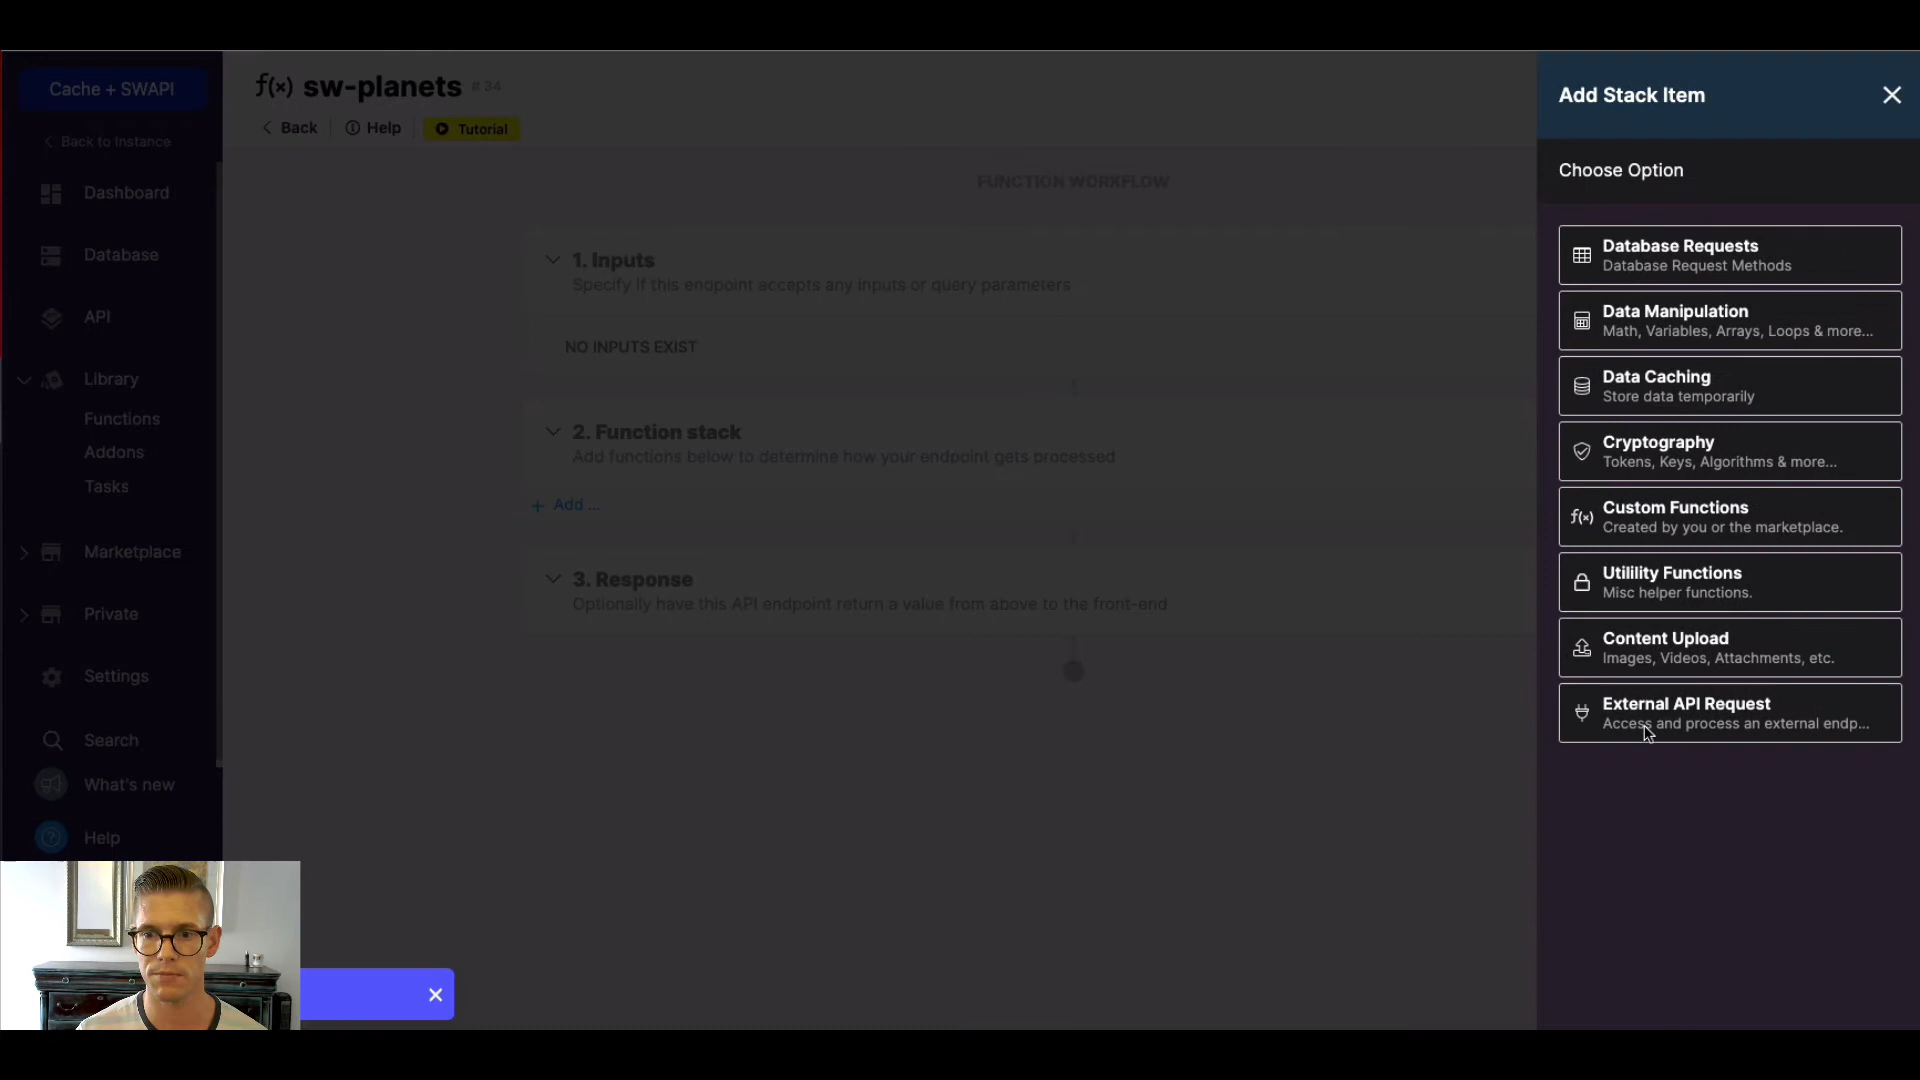 Cache + SWAPI
Back to Instance
Dashboard
Database
API
Library
Functions
Addons
Tasks
Marketplace
Private
Settings
Search
What's new
Help
f(x) sw-planets # 34
Back
Help
Tutorial
FUNCTION WORKFLOW
1. Inputs
Specify if this endpoint accepts any inputs or query parameters
NO INPUTS EXIST
2. Function stack
Add functions below to determine how your endpoint gets processed
+ Add ...
3. Response
Optionally have this API endpoint return a value from above to the front-end
Add Stack Item
Choose Option
Database Requests
Database Request Methods
Data Manipulation
Math, Variables, Arrays, Loops & more...
Data Caching
Store data temporarily
Cryptography
Tokens, Keys, Algorithms & more...
f(x) Custom Functions
Created by you or the marketplace.
Utilility Functions
Misc helper functions.
Content Upload
Images, Videos, Attachments, etc.
External API Request
Access and process an external endp...